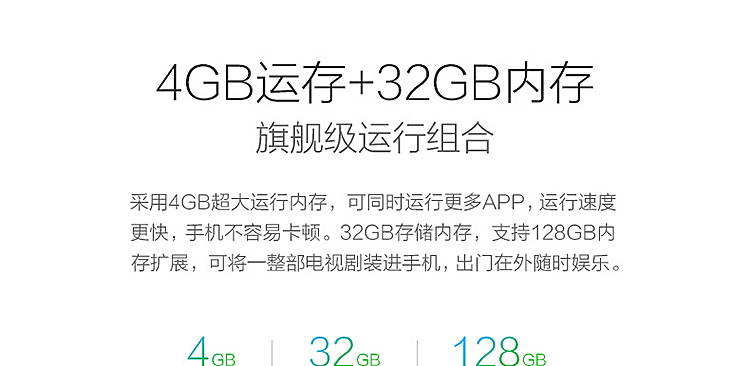 4GB运存+32GB内存
旗舰级运行组合
采用4GB超大运行内存，可同时运行更多APP，运行速度
更快，手机不容易卡顿。32GB存储内存，支持128GB内
存扩展，可将一整部电视剧装进手机，出门在外随时娱乐。
4GB | 32GB | 128GB